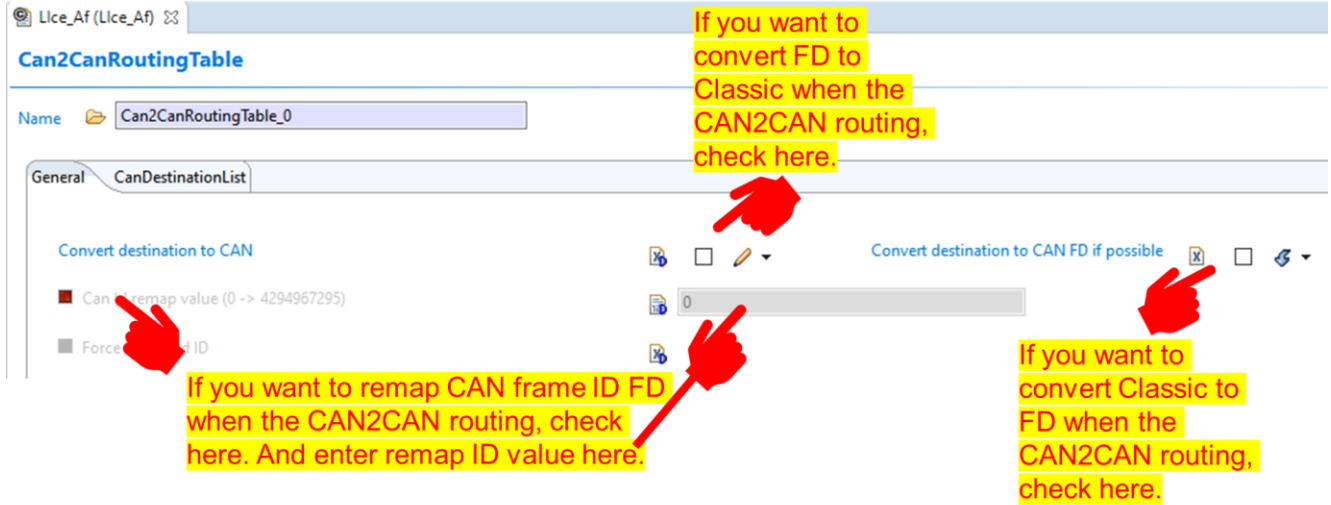 Llce_Af (Llce_Af)
If you want to
convert FD to
Classic when the
CAN2CAN routing,
check here.
Can2CanRoutingTable
Name
Can2CanRoutingTable_0
General
CanDestinationList
Convert destination to CAN
Convert destination to CAN FD if possible
Can remap value (0 -> 4294967295)
0
Force ID
If you want to remap CAN frame ID FD
when the CAN2CAN routing, check
here. And enter remap ID value here.
If you want to
convert Classic to
FD when the
CAN2CAN routing,
check here.